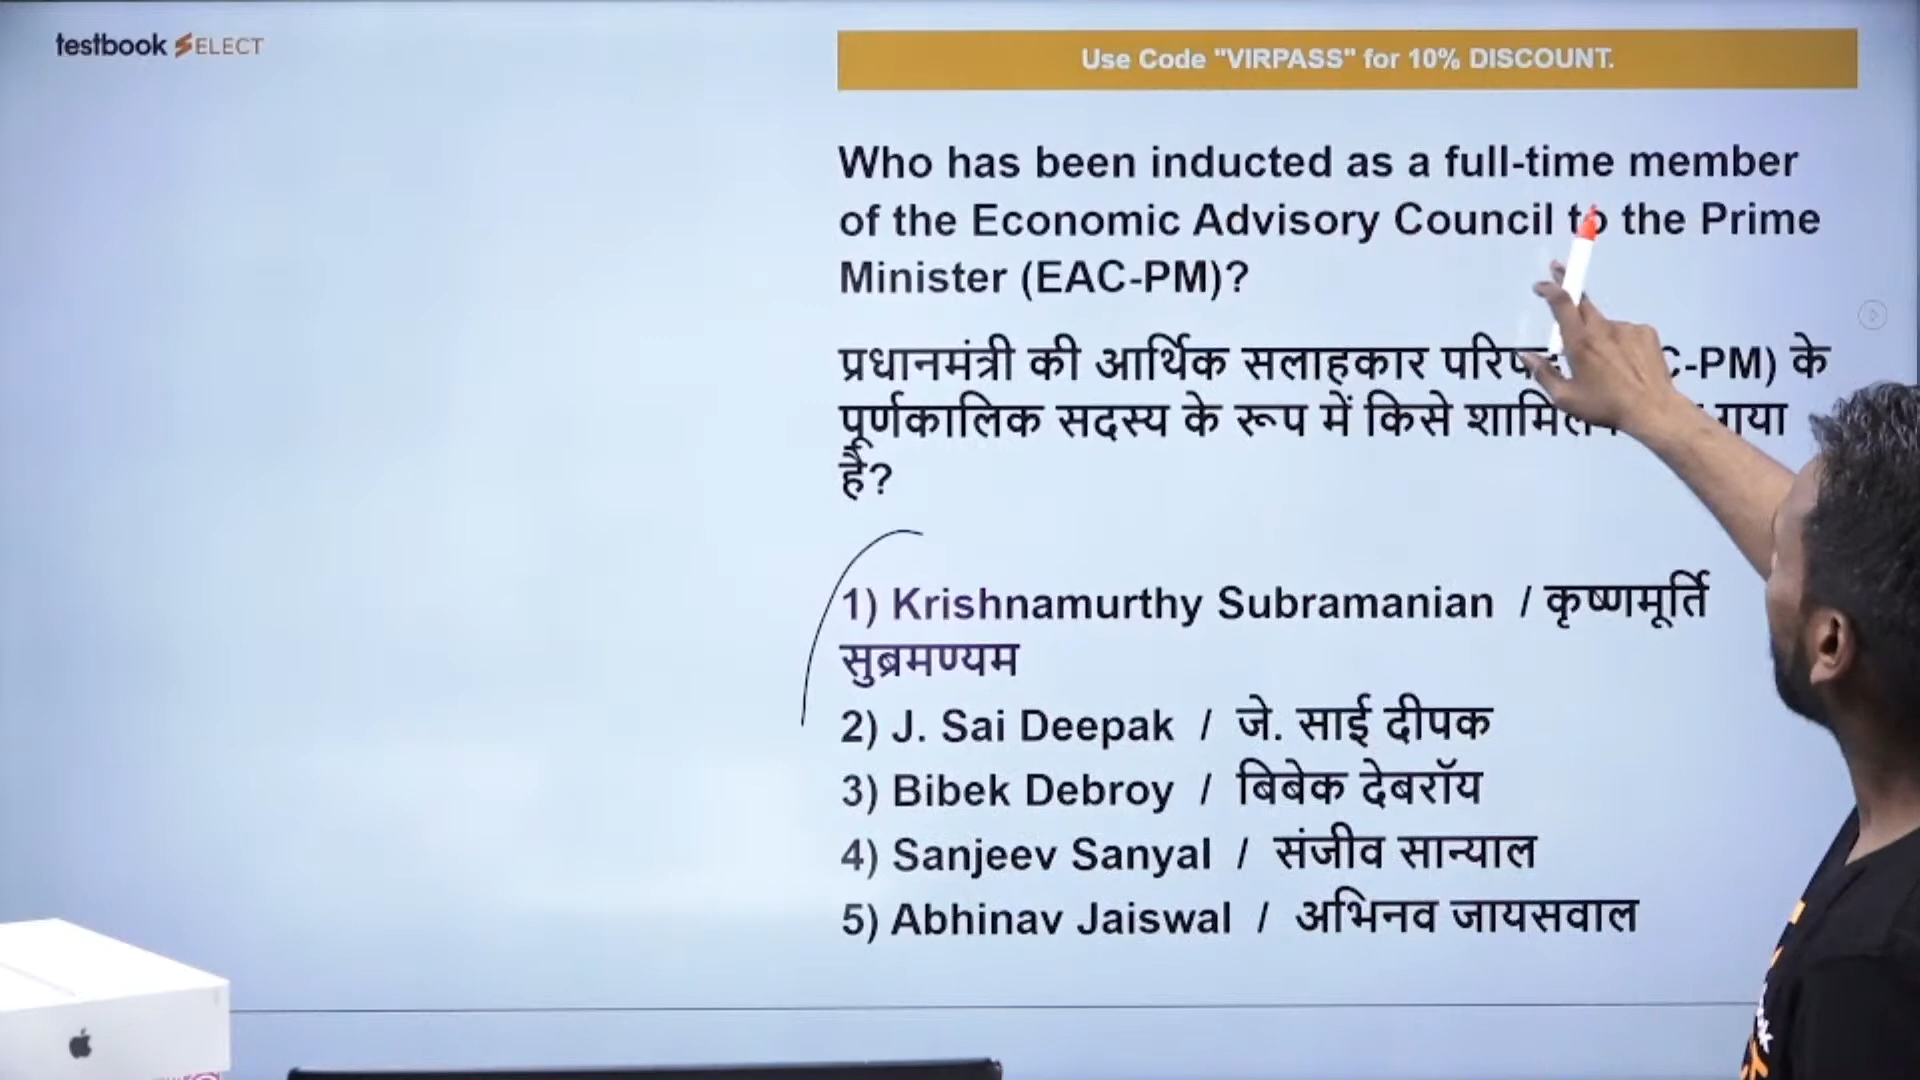 testbook SELECT
Use Code "VIRPASS" for 10% DISCOUNT.
Who has been inducted as a full-time member
of the Economic Advisory Council to the Prime
Minister (EAC-PM)?
प्रधानमंत्री की आर्थिक सलाहकार C-PM) के
पूर्णकालिक सदस्य के रूप में किसे गया
है?
1) Krishnamurthy Subramanian / कृष्णमूर्ति
सुब्रमण्यम
2) J. Sai Deepak / जे. साई दीपक
3) Bibek Debroy / बिबेक देबरॉय
4) Sanjeev Sanyal / संजीव सान्याल
5) Abhinav Jaiswal / अभिनव जायसवाल